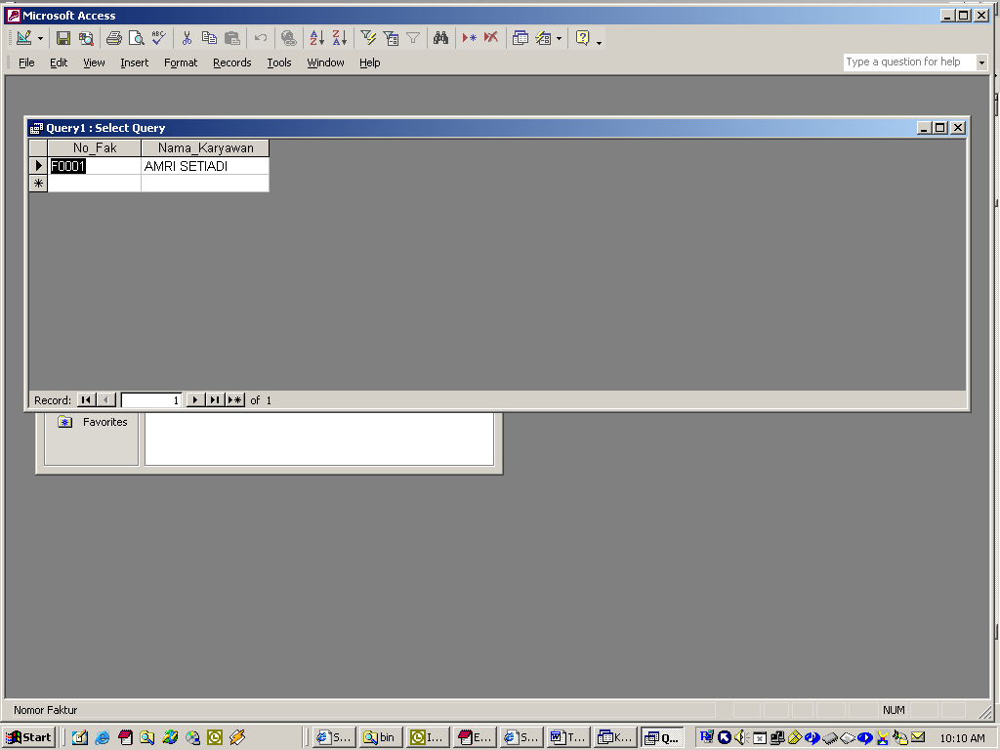 Microsoft Access
File Edit View Insert Format Records Tools Window Help
Type a question for help
Query1 : Select Query
No_Fak Nama_Karyawan
F0001 AMRI SETIADI
Record: 1 of 1
Favorites
Nomor Faktur NUM
Start S... bin I... E... S... T... K... Q... 10:10 AM